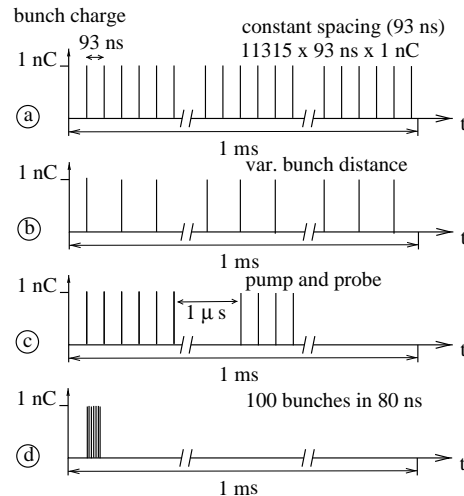 bunch charge
93 ns
constant spacing (93 ns)
11315 x 93 ns x 1 nC
1 nC
a
t
1 ms
var. bunch distance
1 nC
b
t
1 ms
pump and probe
1 nC
1 μ s
c
t
1 ms
100 bunches in 80 ns
1 nC
d
t
1 ms